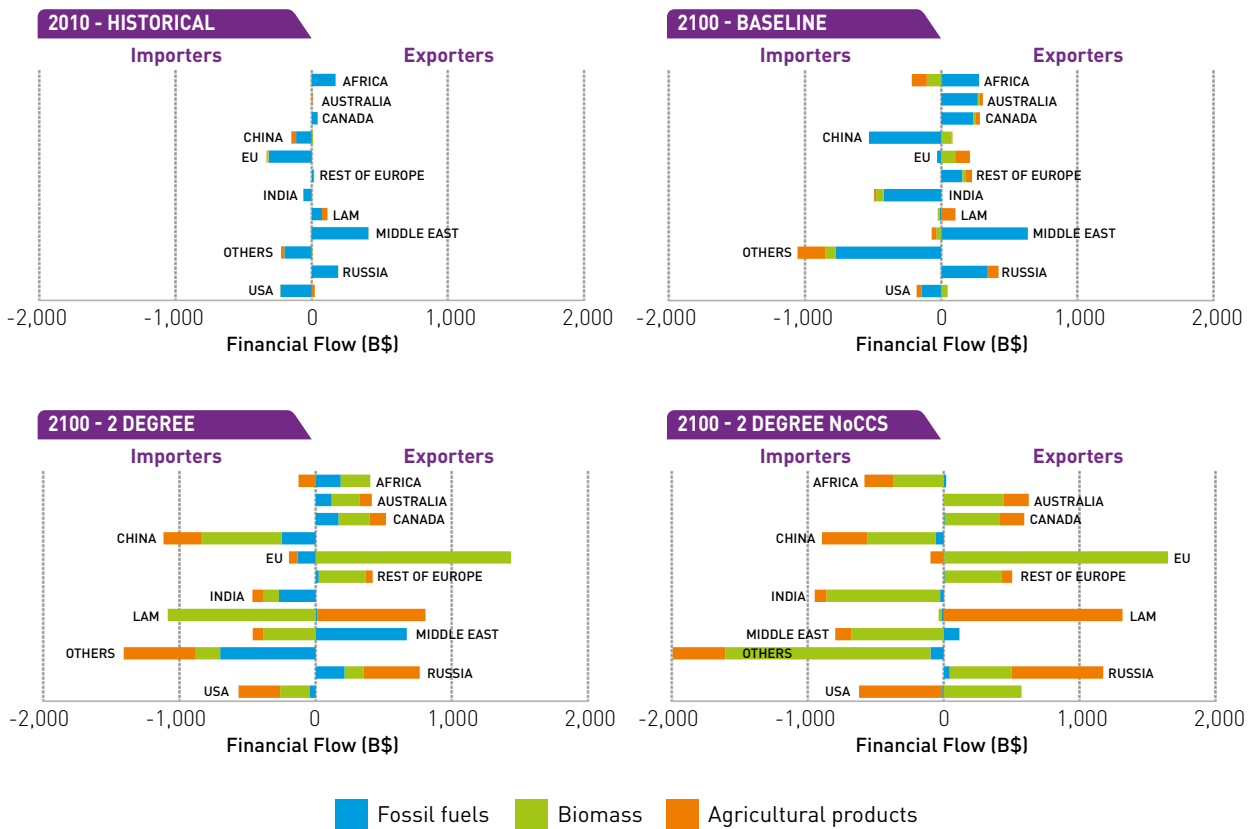 2010 - HISTORICAL
Importers Exporters
AFRICA
AUSTRALIA
CANADA
CHINA
EU
REST OF EUROPE
INDIA
LAM
MIDDLE EAST
OTHERS
RUSSIA
USA
-2,000 -1,000 0 1,000 2,000
Financial Flow (B$)
2100 - BASELINE
Importers Exporters
AFRICA
AUSTRALIA
CANADA
CHINA
EU
REST OF EUROPE
INDIA
LAM
MIDDLE EAST
OTHERS
RUSSIA
USA
-2,000 -1,000 0 1,000 2,000
Financial Flow (B$)
2100 - 2 DEGREE
Importers Exporters
AFRICA
AUSTRALIA
CANADA
CHINA
EU
REST OF EUROPE
INDIA
LAM
MIDDLE EAST
OTHERS
RUSSIA
USA
-2,000 -1,000 0 1,000 2,000
Financial Flow (B$)
2100 - 2 DEGREE NoCCS
Importers Exporters
AFRICA
AUSTRALIA
CANADA
CHINA
EU
REST OF EUROPE
INDIA
LAM
MIDDLE EAST
OTHERS
RUSSIA
USA
-2,000 -1,000 0 1,000 2,000
Financial Flow (B$)
Fossil fuels Biomass Agricultural products